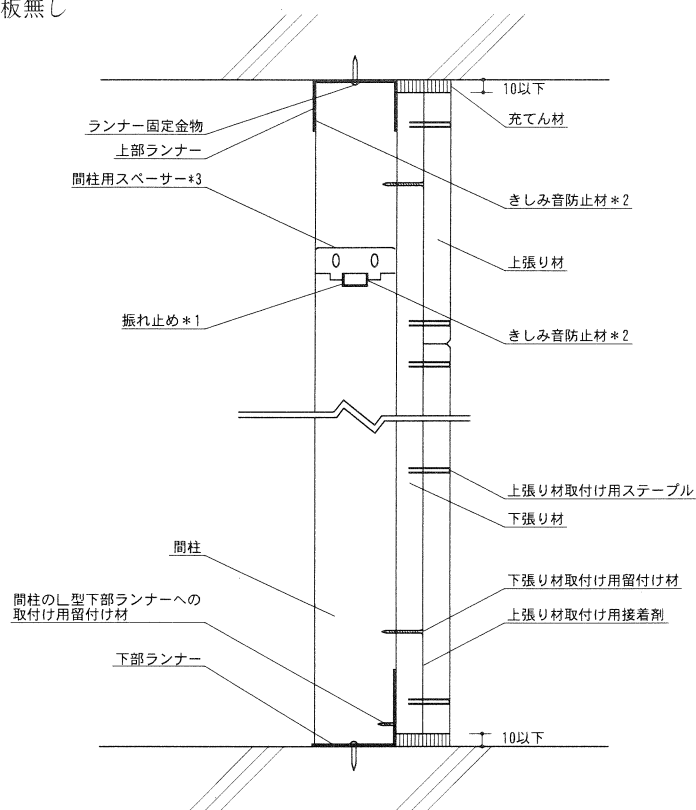 板無し
10以下
充てん材
ランナー固定金物
上部ランナー
間柱用スペーサー*3
きしみ音防止材＊2
上張り材
振れ止め＊1
きしみ音防止材＊2
上張り材取付け用ステープル
下張り材
間柱
下張り材取付け用留付け材
間柱のL型下部ランナーへの
取付け用留付け材
上張り材取付け用接着剤
下部ランナー
10以下